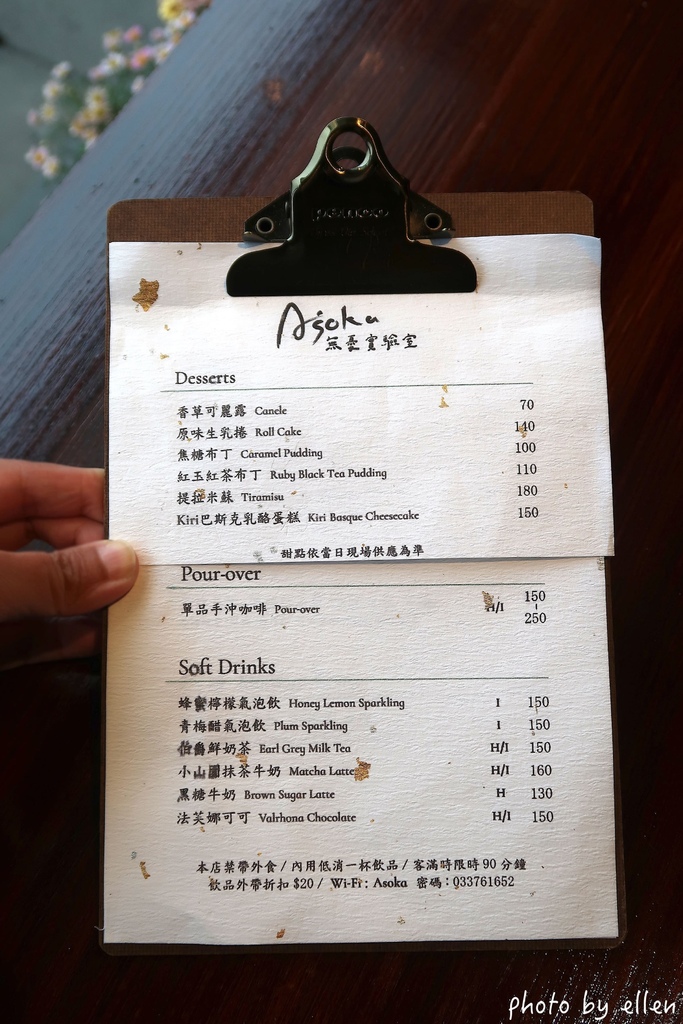 Asoka
無憂實驗室
Desserts
香草可麗露 Canele 70
原味生乳捲 Roll Cake 140
焦糖布丁 Caramel Pudding 100
紅玉紅茶布丁 Ruby Black Tea Pudding 110
提拉米蘇 Tiramisu 180
Kiri巴斯克乳酪蛋糕 Kiri Basque Cheesecake 150
甜點依當日現場供應為準
Pour-over
單品手沖咖啡 Pour-over H/I 150 - 250
Soft Drinks
蜂蜜檸檬氣泡飲 Honey Lemon Sparkling I 150
青梅醋氣泡飲 Plum Sparkling I 150
伯爵鮮奶茶 Earl Grey Milk Tea H/I 150
小山園抹茶牛奶 Matcha Latte H/I 160
黑糖牛奶 Brown Sugar Latte H 130
法芙娜可可 Valrhona Chocolate H/I 150
本店禁帶外食 / 內用低消一杯飲品 / 客滿時限時 90 分鐘
飲品外帶折扣 $20 / Wi-Fi : Asoka 密碼 : 033761652
photo by ellen